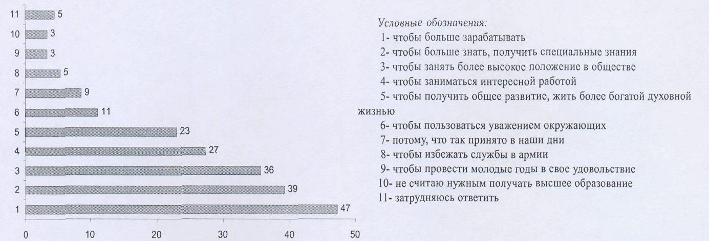 11 5
10 3
9 3
8 5
7 9
6 11
5 23
4 27
3 36
2 39
1 47
0 10 20 30 40 50
Условные обозначения:
1- чтобы больше зарабатывать
2- чтобы больше знать, получить специальные знания
3- чтобы занять более высокое положение в обществе
4- чтобы заниматься интересной работой
5- чтобы получить общее развитие, жить более богатой духовной
жизнью
6- чтобы пользоваться уважением окружающих
7- потому, что так принято в наши дни
8- чтобы избежать службы в армии
9- чтобы провести молодые годы в свое удовольствие
10- не считаю нужным получать высшее образование
11- затрудняюсь ответить